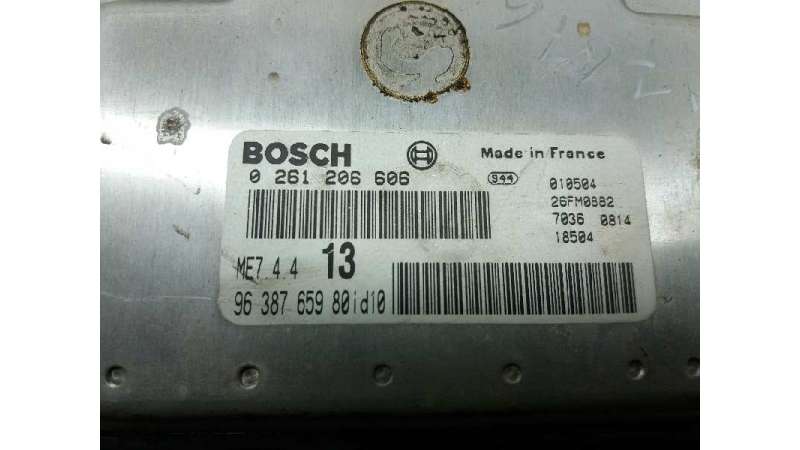 BOSCH
Made in France
0 261 206 606
S44
010504
26FM0882
7036 0814
18504
ME7.4.4 13
96 387 659 80id10